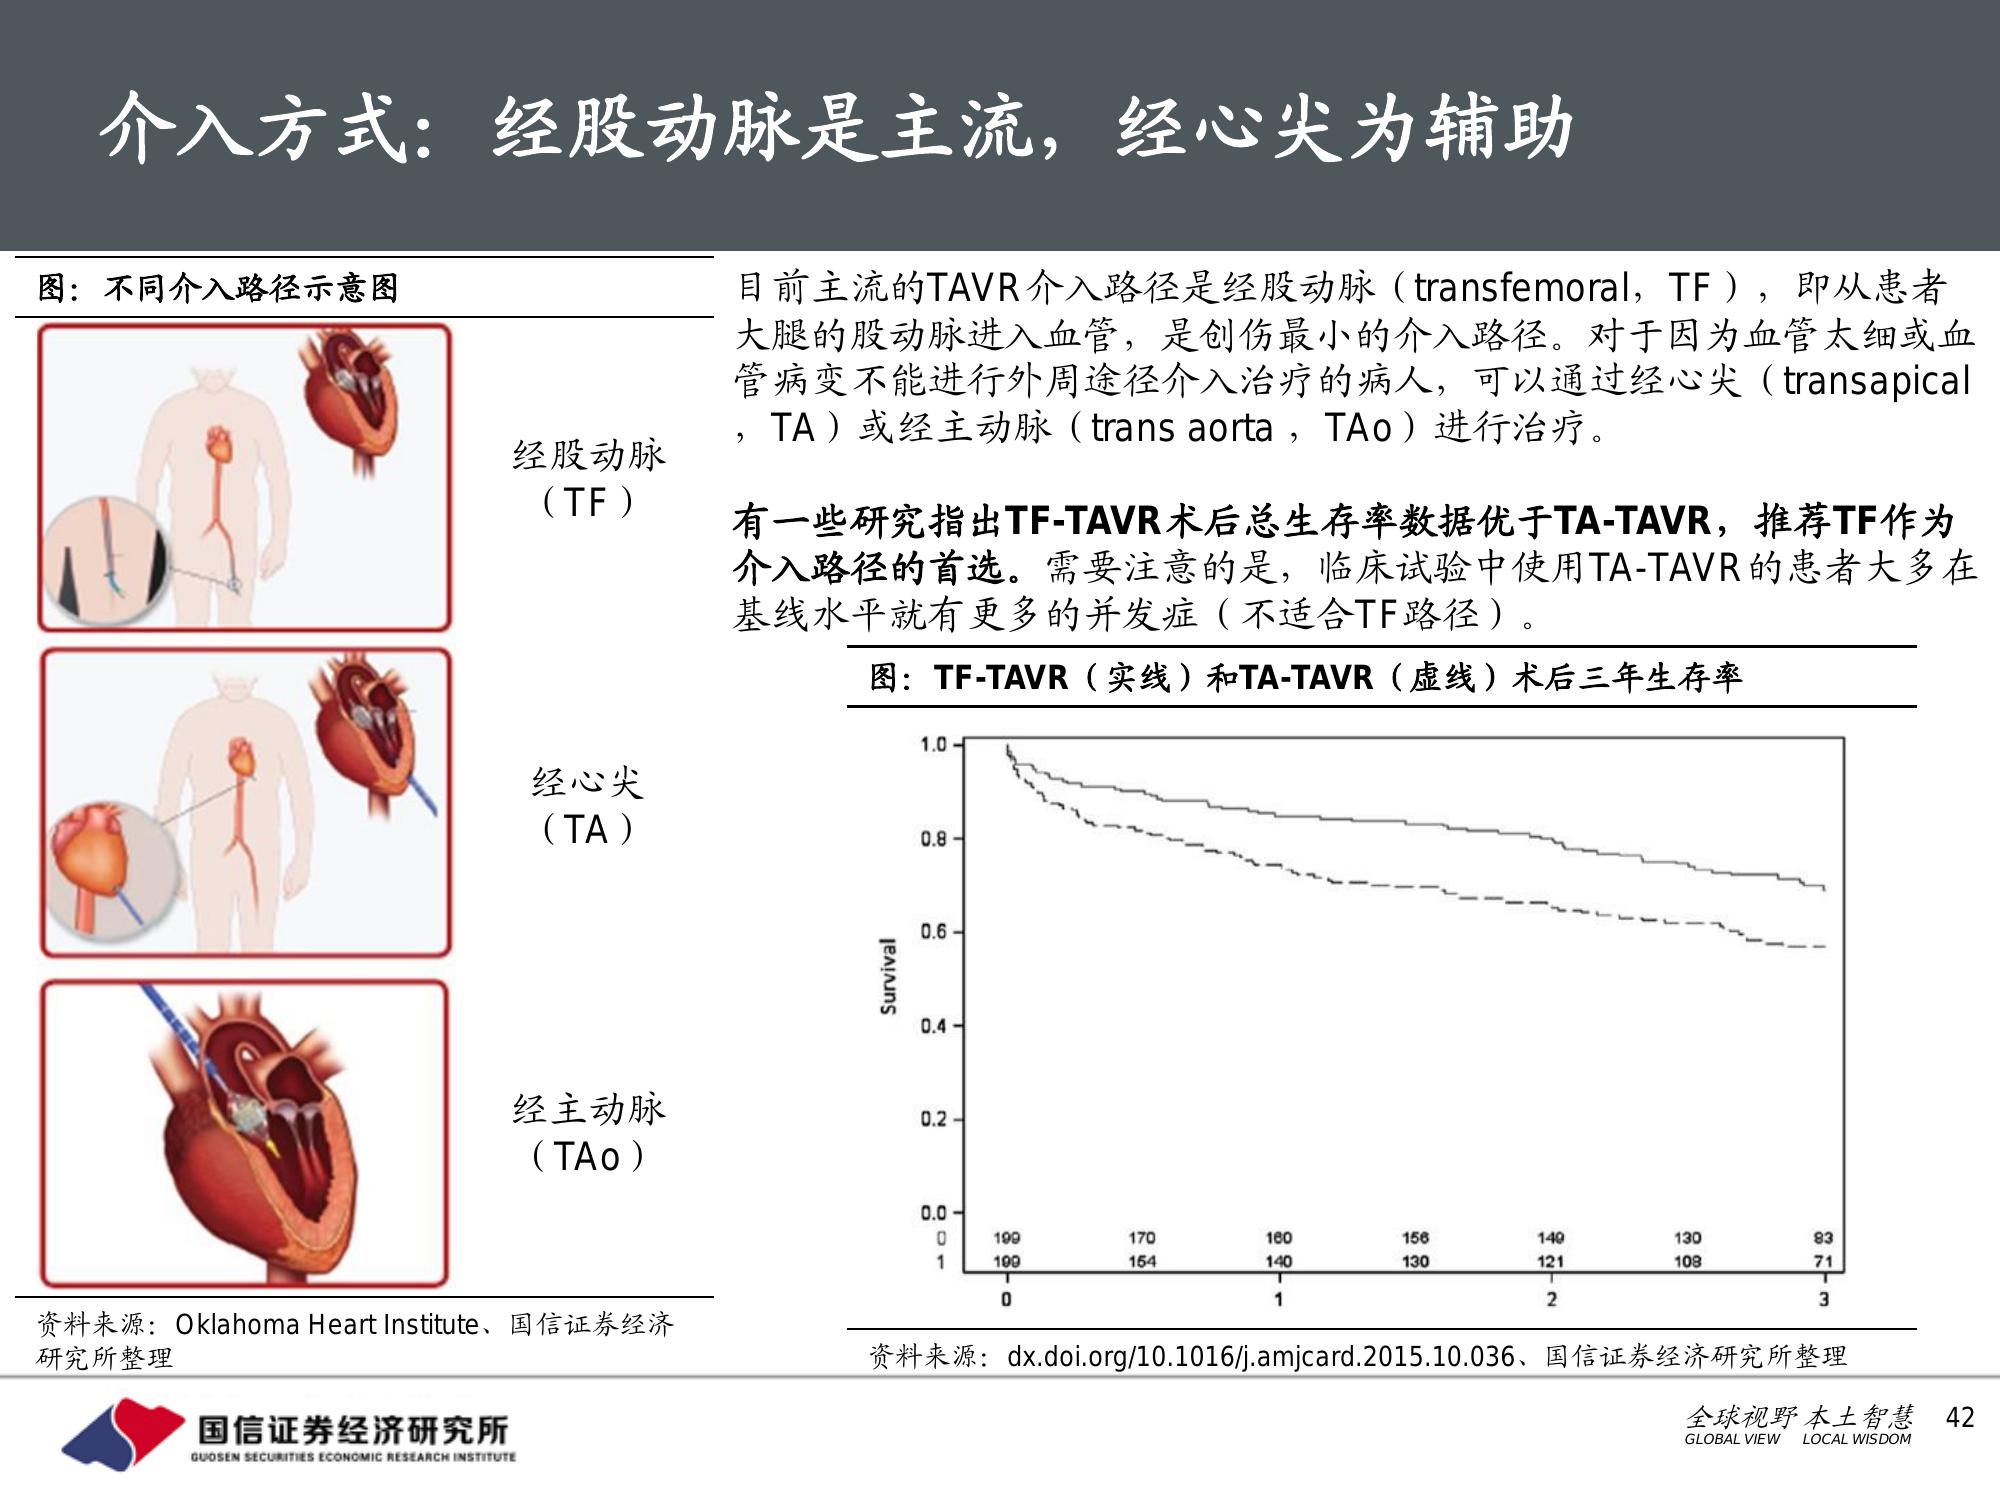 介入方式：经股动脉是主流，经心尖为辅助
图：不同介入路径示意图
经股动脉
（TF）
经心尖
（TA）
经主动脉
（TAo）
资料来源：Oklahoma Heart Institute、国信证券经济
研究所整理
目前主流的TAVR介入路径是经股动脉（transfemoral，TF），即从患者
大腿的股动脉进入血管，是创伤最小的介入路径。对于因为血管太细或血
管病变不能进行外周途径介入治疗的病人，可以通过经心尖（transapical
，TA）或经主动脉（trans aorta，TAo）进行治疗。
有一些研究指出TF-TAVR术后总生存率数据优于TA-TAVR，推荐TF作为
介入路径的首选。需要注意的是，临床试验中使用TA-TAVR的患者大多在
基线水平就有更多的并发症（不适合TF路径）。
图：TF-TAVR（实线）和TA-TAVR（虚线）术后三年生存率
Survival
1.0
0.8
0.6
0.4
0.2
0.0
0 199 170 160 156 149 130 83
1 199 154 140 130 121 108 71
0 1 2 3
资料来源：dx.doi.org/10.1016/j.amjcard.2015.10.036、国信证券经济研究所整理
国信证券经济研究所
GUOSEN SECURITIES ECONOMIC RESEARCH INSTITUTE
全球视野 本土智慧
GLOBAL VIEW LOCAL WISDOM
42